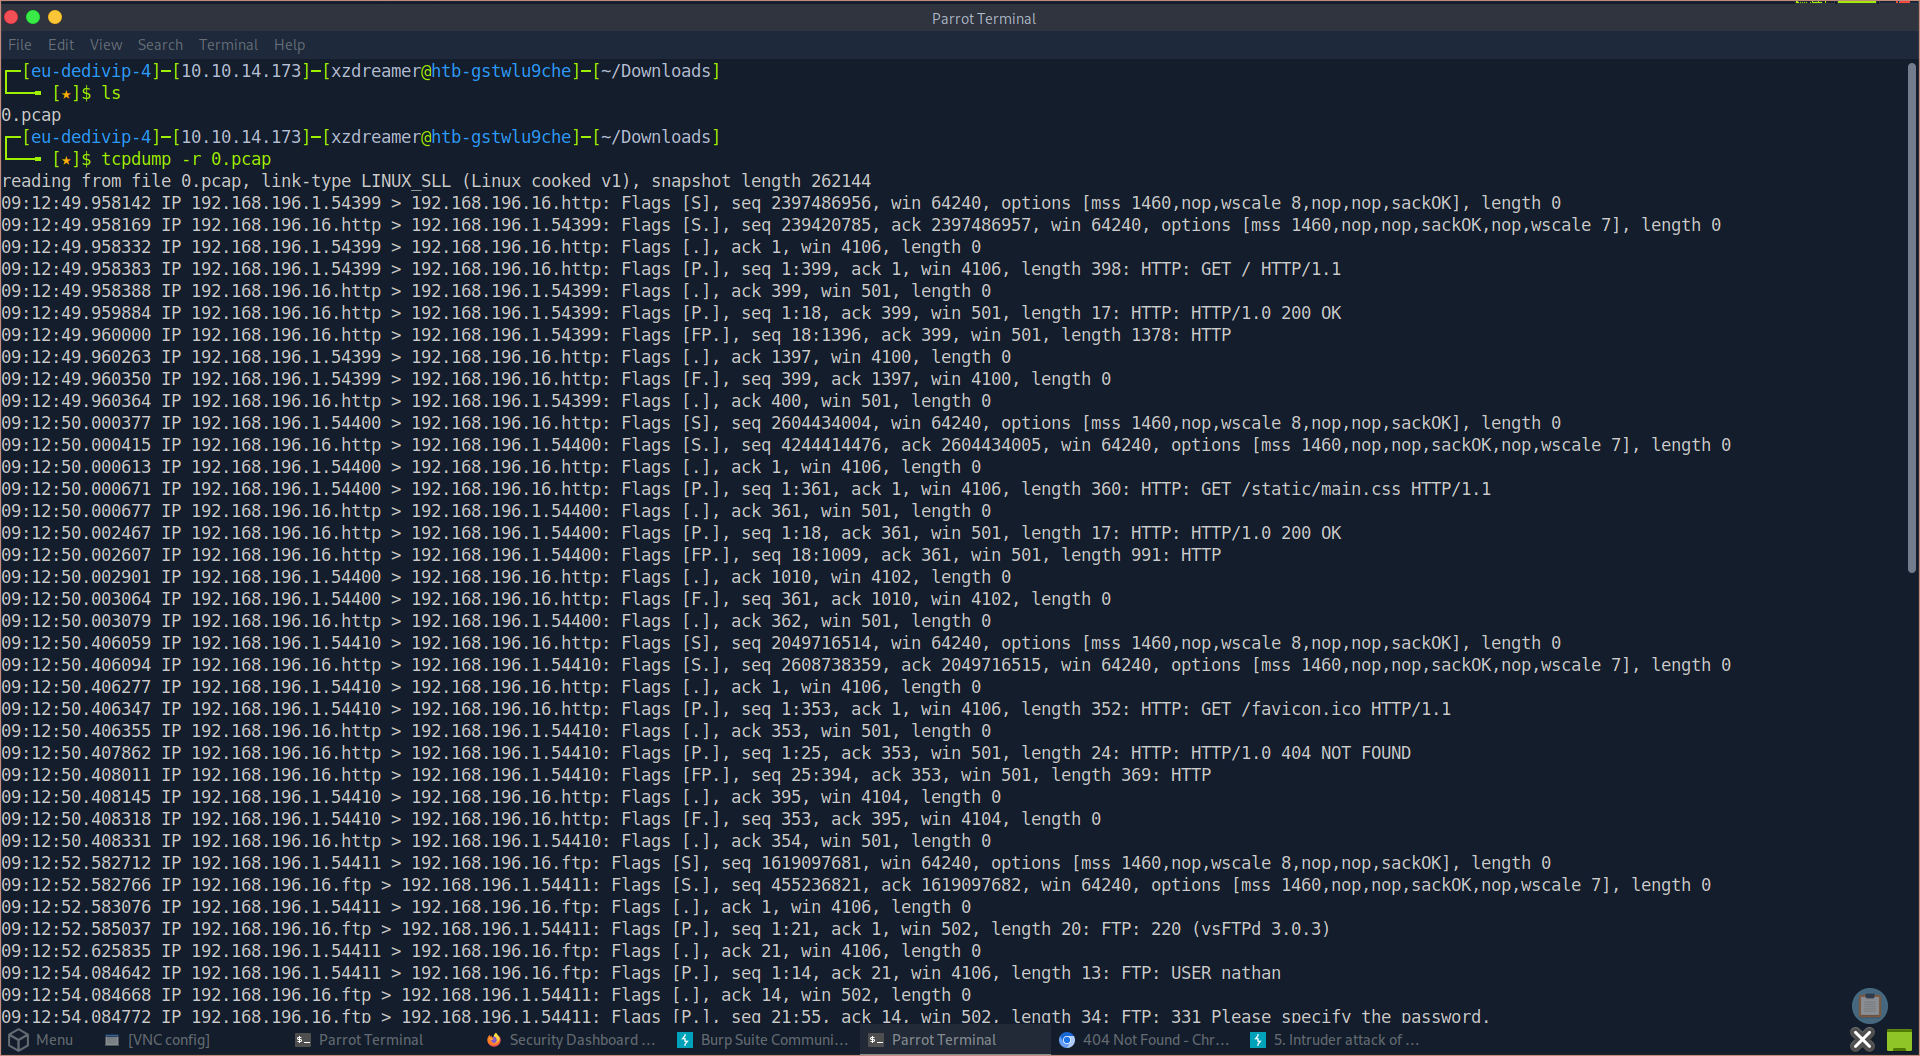 Parrot Terminal
File Edit View Search Terminal Help
┌─[eu-dedivip-4]─[10.10.14.173]─[xzdreamer@htb-gstwlu9che]─[~/Downloads]
└──╼ [★]$ ls
0.pcap
┌─[eu-dedivip-4]─[10.10.14.173]─[xzdreamer@htb-gstwlu9che]─[~/Downloads]
└──╼ [★]$ tcpdump -r 0.pcap
reading from file 0.pcap, link-type LINUX_SLL (Linux cooked v1), snapshot length 262144
09:12:49.958142 IP 192.168.196.1.54399 > 192.168.196.16.http: Flags [S], seq 2397486956, win 64240, options [mss 1460,nop,wscale 8,nop,nop,sackOK], length 0
09:12:49.958169 IP 192.168.196.16.http > 192.168.196.1.54399: Flags [S.], seq 239420785, ack 2397486957, win 64240, options [mss 1460,nop,nop,sackOK,nop,wscale 7], length 0
09:12:49.958332 IP 192.168.196.1.54399 > 192.168.196.16.http: Flags [.], ack 1, win 4106, length 0
09:12:49.958383 IP 192.168.196.1.54399 > 192.168.196.16.http: Flags [P.], seq 1:399, ack 1, win 4106, length 398: HTTP: GET / HTTP/1.1
09:12:49.958388 IP 192.168.196.16.http > 192.168.196.1.54399: Flags [.], ack 399, win 501, length 0
09:12:49.959884 IP 192.168.196.16.http > 192.168.196.1.54399: Flags [P.], seq 1:18, ack 399, win 501, length 17: HTTP: HTTP/1.0 200 OK
09:12:49.960000 IP 192.168.196.16.http > 192.168.196.1.54399: Flags [FP.], seq 18:1396, ack 399, win 501, length 1378: HTTP
09:12:49.960263 IP 192.168.196.1.54399 > 192.168.196.16.http: Flags [.], ack 1397, win 4100, length 0
09:12:49.960350 IP 192.168.196.1.54399 > 192.168.196.16.http: Flags [F.], seq 399, ack 1397, win 4100, length 0
09:12:49.960364 IP 192.168.196.16.http > 192.168.196.1.54399: Flags [.], ack 400, win 501, length 0
09:12:50.000377 IP 192.168.196.1.54400 > 192.168.196.16.http: Flags [S], seq 2604434004, win 64240, options [mss 1460,nop,wscale 8,nop,nop,sackOK], length 0
09:12:50.000415 IP 192.168.196.16.http > 192.168.196.1.54400: Flags [S.], seq 4244414476, ack 2604434005, win 64240, options [mss 1460,nop,nop,sackOK,nop,wscale 7], length 0
09:12:50.000613 IP 192.168.196.1.54400 > 192.168.196.16.http: Flags [.], ack 1, win 4106, length 0
09:12:50.000671 IP 192.168.196.1.54400 > 192.168.196.16.http: Flags [P.], seq 1:361, ack 1, win 4106, length 360: HTTP: GET /static/main.css HTTP/1.1
09:12:50.000677 IP 192.168.196.16.http > 192.168.196.1.54400: Flags [.], ack 361, win 501, length 0
09:12:50.002467 IP 192.168.196.16.http > 192.168.196.1.54400: Flags [P.], seq 1:18, ack 361, win 501, length 17: HTTP: HTTP/1.0 200 OK
09:12:50.002607 IP 192.168.196.16.http > 192.168.196.1.54400: Flags [FP.], seq 18:1009, ack 361, win 501, length 991: HTTP
09:12:50.002901 IP 192.168.196.1.54400 > 192.168.196.16.http: Flags [.], ack 1010, win 4102, length 0
09:12:50.003064 IP 192.168.196.1.54400 > 192.168.196.16.http: Flags [F.], seq 361, ack 1010, win 4102, length 0
09:12:50.003079 IP 192.168.196.16.http > 192.168.196.1.54400: Flags [.], ack 362, win 501, length 0
09:12:50.406059 IP 192.168.196.1.54410 > 192.168.196.16.http: Flags [S], seq 2049716514, win 64240, options [mss 1460,nop,wscale 8,nop,nop,sackOK], length 0
09:12:50.406094 IP 192.168.196.16.http > 192.168.196.1.54410: Flags [S.], seq 2608738359, ack 2049716515, win 64240, options [mss 1460,nop,nop,sackOK,nop,wscale 7], length 0
09:12:50.406277 IP 192.168.196.1.54410 > 192.168.196.16.http: Flags [.], ack 1, win 4106, length 0
09:12:50.406347 IP 192.168.196.1.54410 > 192.168.196.16.http: Flags [P.], seq 1:353, ack 1, win 4106, length 352: HTTP: GET /favicon.ico HTTP/1.1
09:12:50.406355 IP 192.168.196.16.http > 192.168.196.1.54410: Flags [.], ack 353, win 501, length 0
09:12:50.407862 IP 192.168.196.16.http > 192.168.196.1.54410: Flags [P.], seq 1:25, ack 353, win 501, length 24: HTTP: HTTP/1.0 404 NOT FOUND
09:12:50.408011 IP 192.168.196.16.http > 192.168.196.1.54410: Flags [FP.], seq 25:394, ack 353, win 501, length 369: HTTP
09:12:50.408145 IP 192.168.196.1.54410 > 192.168.196.16.http: Flags [.], ack 395, win 4104, length 0
09:12:50.408318 IP 192.168.196.1.54410 > 192.168.196.16.http: Flags [F.], seq 353, ack 395, win 4104, length 0
09:12:50.408331 IP 192.168.196.16.http > 192.168.196.1.54410: Flags [.], ack 354, win 501, length 0
09:12:52.582712 IP 192.168.196.1.54411 > 192.168.196.16.ftp: Flags [S], seq 1619097681, win 64240, options [mss 1460,nop,wscale 8,nop,nop,sackOK], length 0
09:12:52.582766 IP 192.168.196.16.ftp > 192.168.196.1.54411: Flags [S.], seq 455236821, ack 1619097682, win 64240, options [mss 1460,nop,nop,sackOK,nop,wscale 7], length 0
09:12:52.583076 IP 192.168.196.1.54411 > 192.168.196.16.ftp: Flags [.], ack 1, win 4106, length 0
09:12:52.585037 IP 192.168.196.16.ftp > 192.168.196.1.54411: Flags [P.], seq 1:21, ack 1, win 502, length 20: FTP: 220 (vsFTPd 3.0.3)
09:12:52.625835 IP 192.168.196.1.54411 > 192.168.196.16.ftp: Flags [.], ack 21, win 4106, length 0
09:12:54.084642 IP 192.168.196.1.54411 > 192.168.196.16.ftp: Flags [P.], seq 1:14, ack 21, win 4106, length 13: FTP: USER nathan
09:12:54.084668 IP 192.168.196.16.ftp > 192.168.196.1.54411: Flags [.], ack 14, win 502, length 0
09:12:54.084772 IP 192.168.196.16.ftp > 192.168.196.1.54411: Flags [P.], seq 21:55, ack 14, win 502, length 34: FTP: 331 Please specify the password.
Menu [VNC config] Parrot Terminal Security Dashboard ... Burp Suite Communi... Parrot Terminal 404 Not Found - Chr... 5. Intruder attack of ...